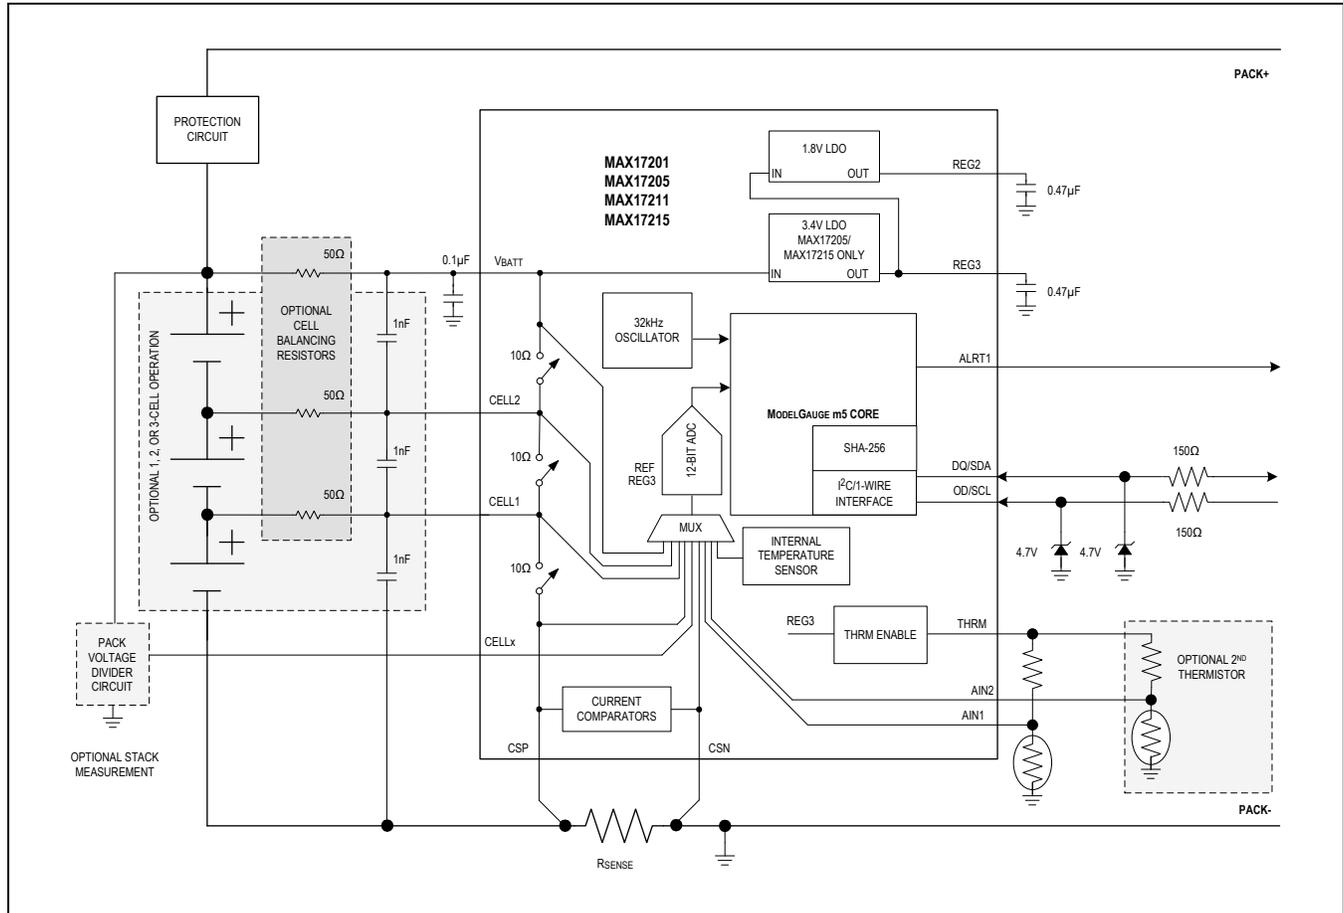 PACK+
PROTECTION
CIRCUIT
MAX17201
MAX17205
MAX17211
MAX17215
1.8V LDO
IN
OUT
REG2
0.47µF
3.4V LDO
MAX17205/
MAX17215 ONLY
IN
OUT
REG3
0.47µF
50Ω
0.1µF
VBATT
OPTIONAL 1, 2, OR 3-CELL OPERATION
OPTIONAL
CELL
BALANCING
RESISTORS
1nF
32kHz
OSCILLATOR
10Ω
ALRT1
50Ω
CELL2
MODELGAUGE m5 CORE
12-BIT ADC
SHA-256
1nF
10Ω
REF
REG3
I²C/1-WIRE
INTERFACE
DQ/SDA
150Ω
OD/SCL
150Ω
50Ω
CELL1
MUX
1nF
10Ω
INTERNAL
TEMPERATURE
SENSOR
4.7V
4.7V
REG3
THRM ENABLE
THRM
CELLx
PACK
VOLTAGE
DIVIDER
CIRCUIT
OPTIONAL 2ND
THERMISTOR
AIN2
AIN1
CURRENT
COMPARATORS
CSP
CSN
OPTIONAL STACK
MEASUREMENT
PACK-
RSENSE